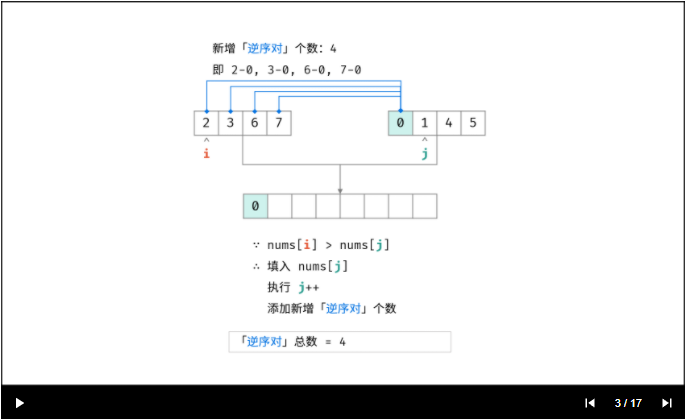 新增「逆序对」个数: 4
即 2-0, 3-0, 6-0, 7-0
2 3 6 7 0 1 4 5
i j
0
∵ nums[i] > nums[j]
∴ 填入 nums[j]
执行 j++
添加新增「逆序对」个数
「逆序对」总数 = 4
3 / 17